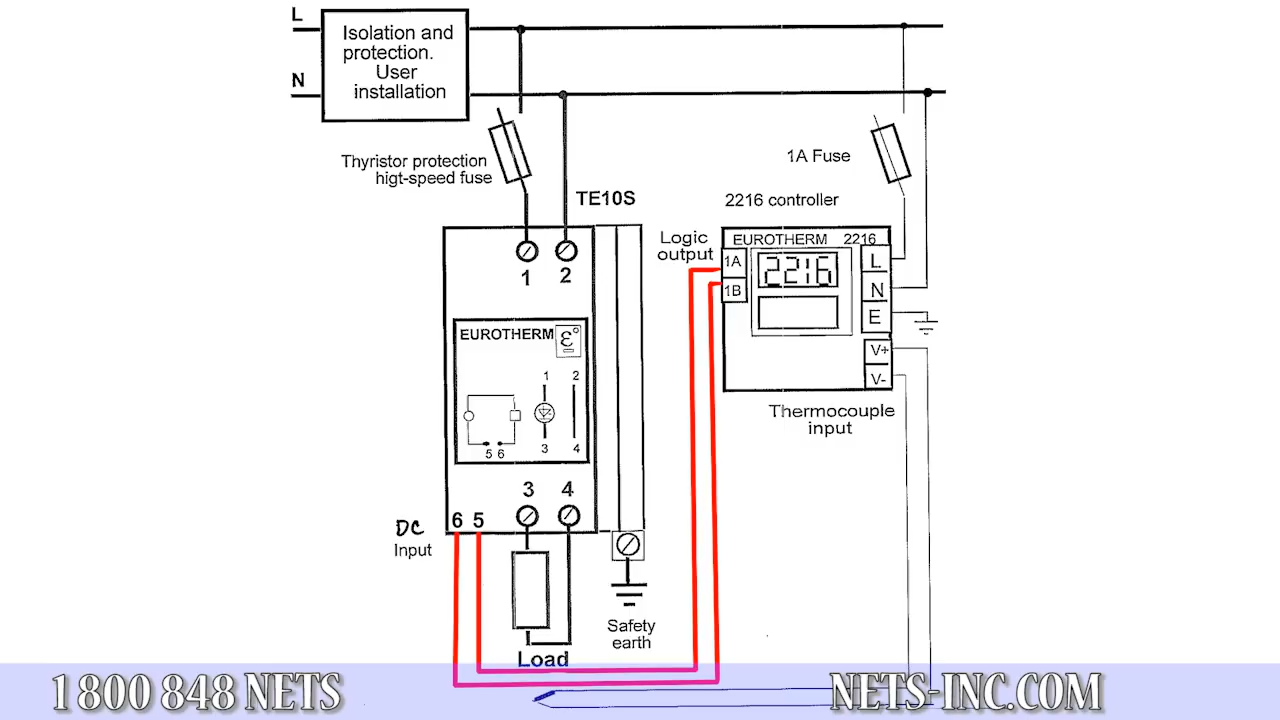 L
Isolation and
protection.
User
installation
N
Thyristor protection
higt-speed fuse
1A Fuse
TE10S
2216 controller
Logic
output
EUROTHERM 2216
1A
1B
2216
L
N
E
V+
V-
1
2
EUROTHERM
ε°
1
2
5 6
3
4
Thermocouple
input
3
4
6
5
DC
Input
Load
Safety
earth
1 800 848 NETS
NETS-INC.COM